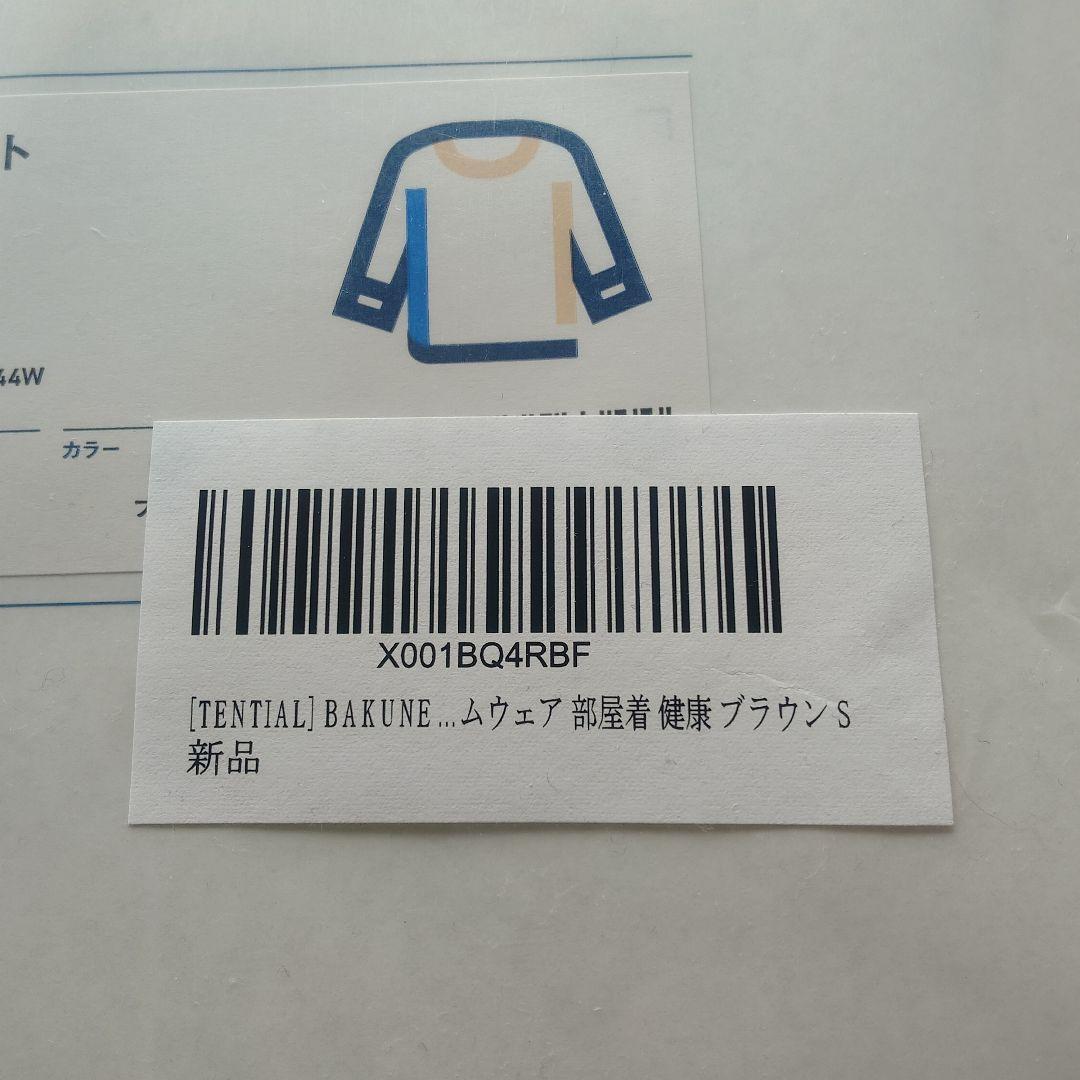 ト
44W
カラー
X001BQ4RBF
[TENTIAL] BAKUNE ...ムウェア 部屋着 健康 ブラウン S
新品